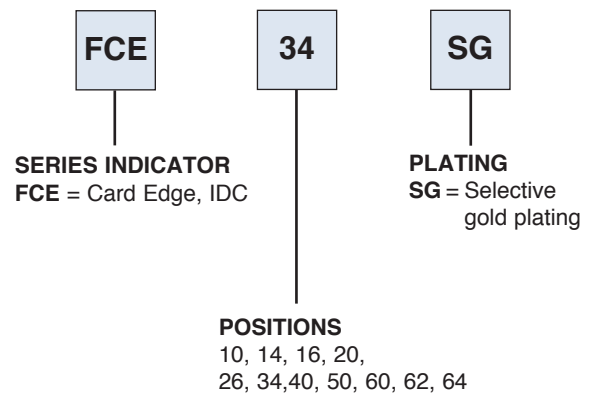 FCE 34 SG
SERIES INDICATOR
FCE = Card Edge, IDC
PLATING
SG = Selective
gold plating
POSITIONS
10, 14, 16, 20,
26, 34,40, 50, 60, 62, 64